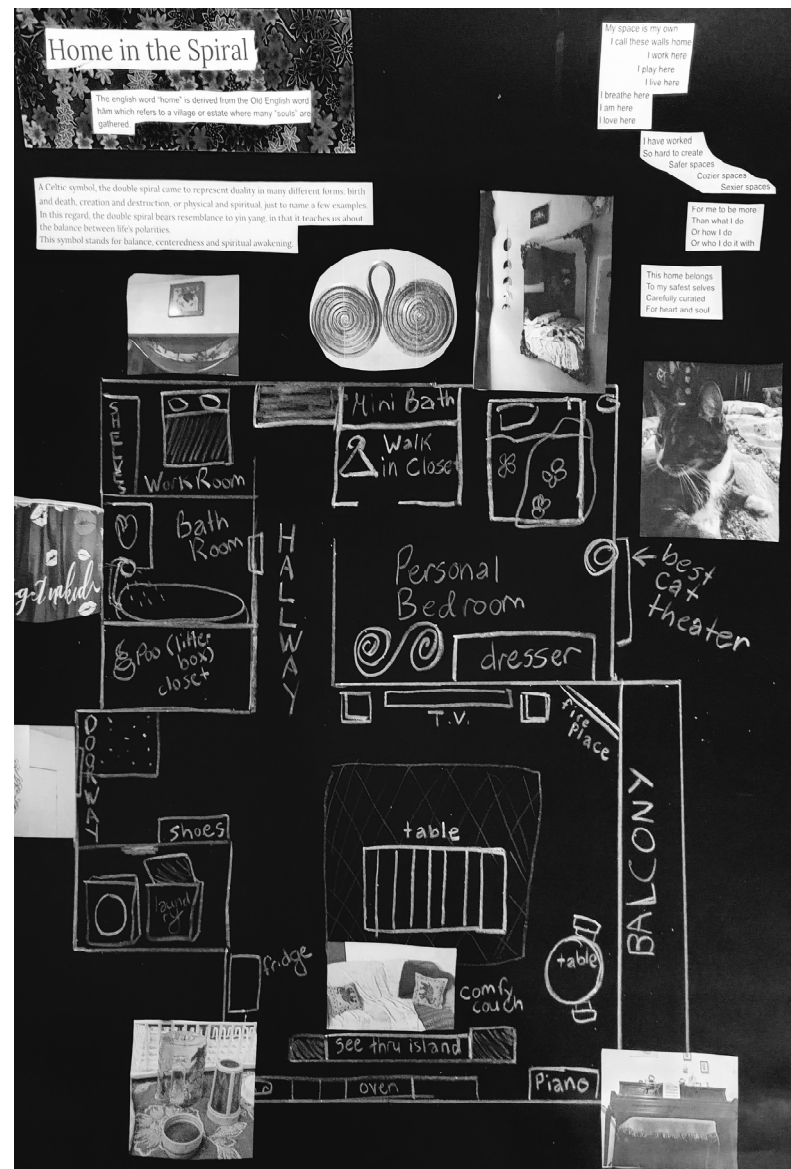 Home in the Spiral
The english word "home" is derived from the Old English word
hām which refers to a village or estate where many "souls" are
gathered.
My space is my own
I call these walls home
I work here
I play here
I live here
I breathe here
I am here
I love here
I have worked
So hard to create
Safer spaces
Cozier spaces
Sexier spaces
For me to be more
Than what I do
Or how I do
Or who I do it with
This home belongs
To my safest selves
Carefully curated
For heart and soul
A Celtic symbol, the double spiral came to represent duality in many different forms, birth
and death, creation and destruction, or physical and spiritual, just to name a few examples.
In this regard, the double spiral bears resemblance to yin yang, in that it teaches us about
the balance between life's polarities.
This symbol stands for balance, centeredness and spiritual awakening.
SHELVES
Work Room
Mini Bath
Walk
in Closet
get naked
Bath
Room
HALLWAY
Personal
Bedroom
best
cat
theater
Poo (litter
box)
closet
dresser
T.V.
fire
place
DOORWAY
shoes
laundry
table
BALCONY
fridge
comfy
couch
table
see thru island
oven
Piano